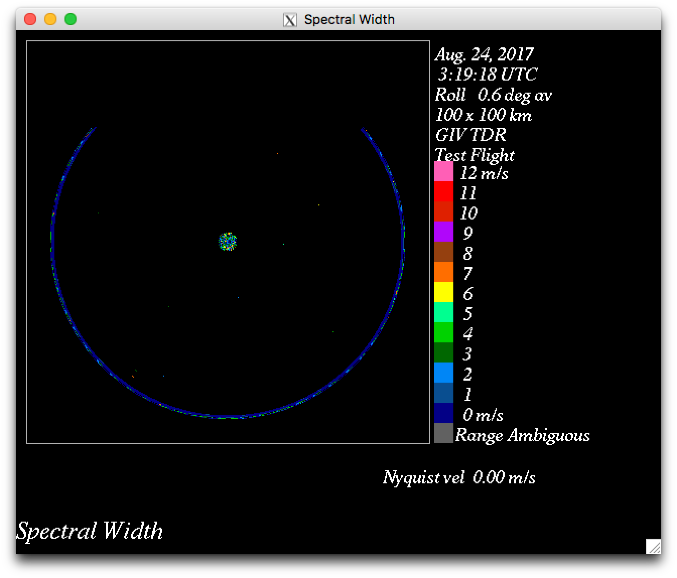 Spectral Width
Aug. 24, 2017
3:19:18 UTC
Roll 0.6 deg av
100 x 100 km
GIV TDR
Test Flight
12 m/s
11
10
9
8
7
6
5
4
3
2
1
0 m/s
Range Ambiguous
Nyquist vel 0.00 m/s
Spectral Width